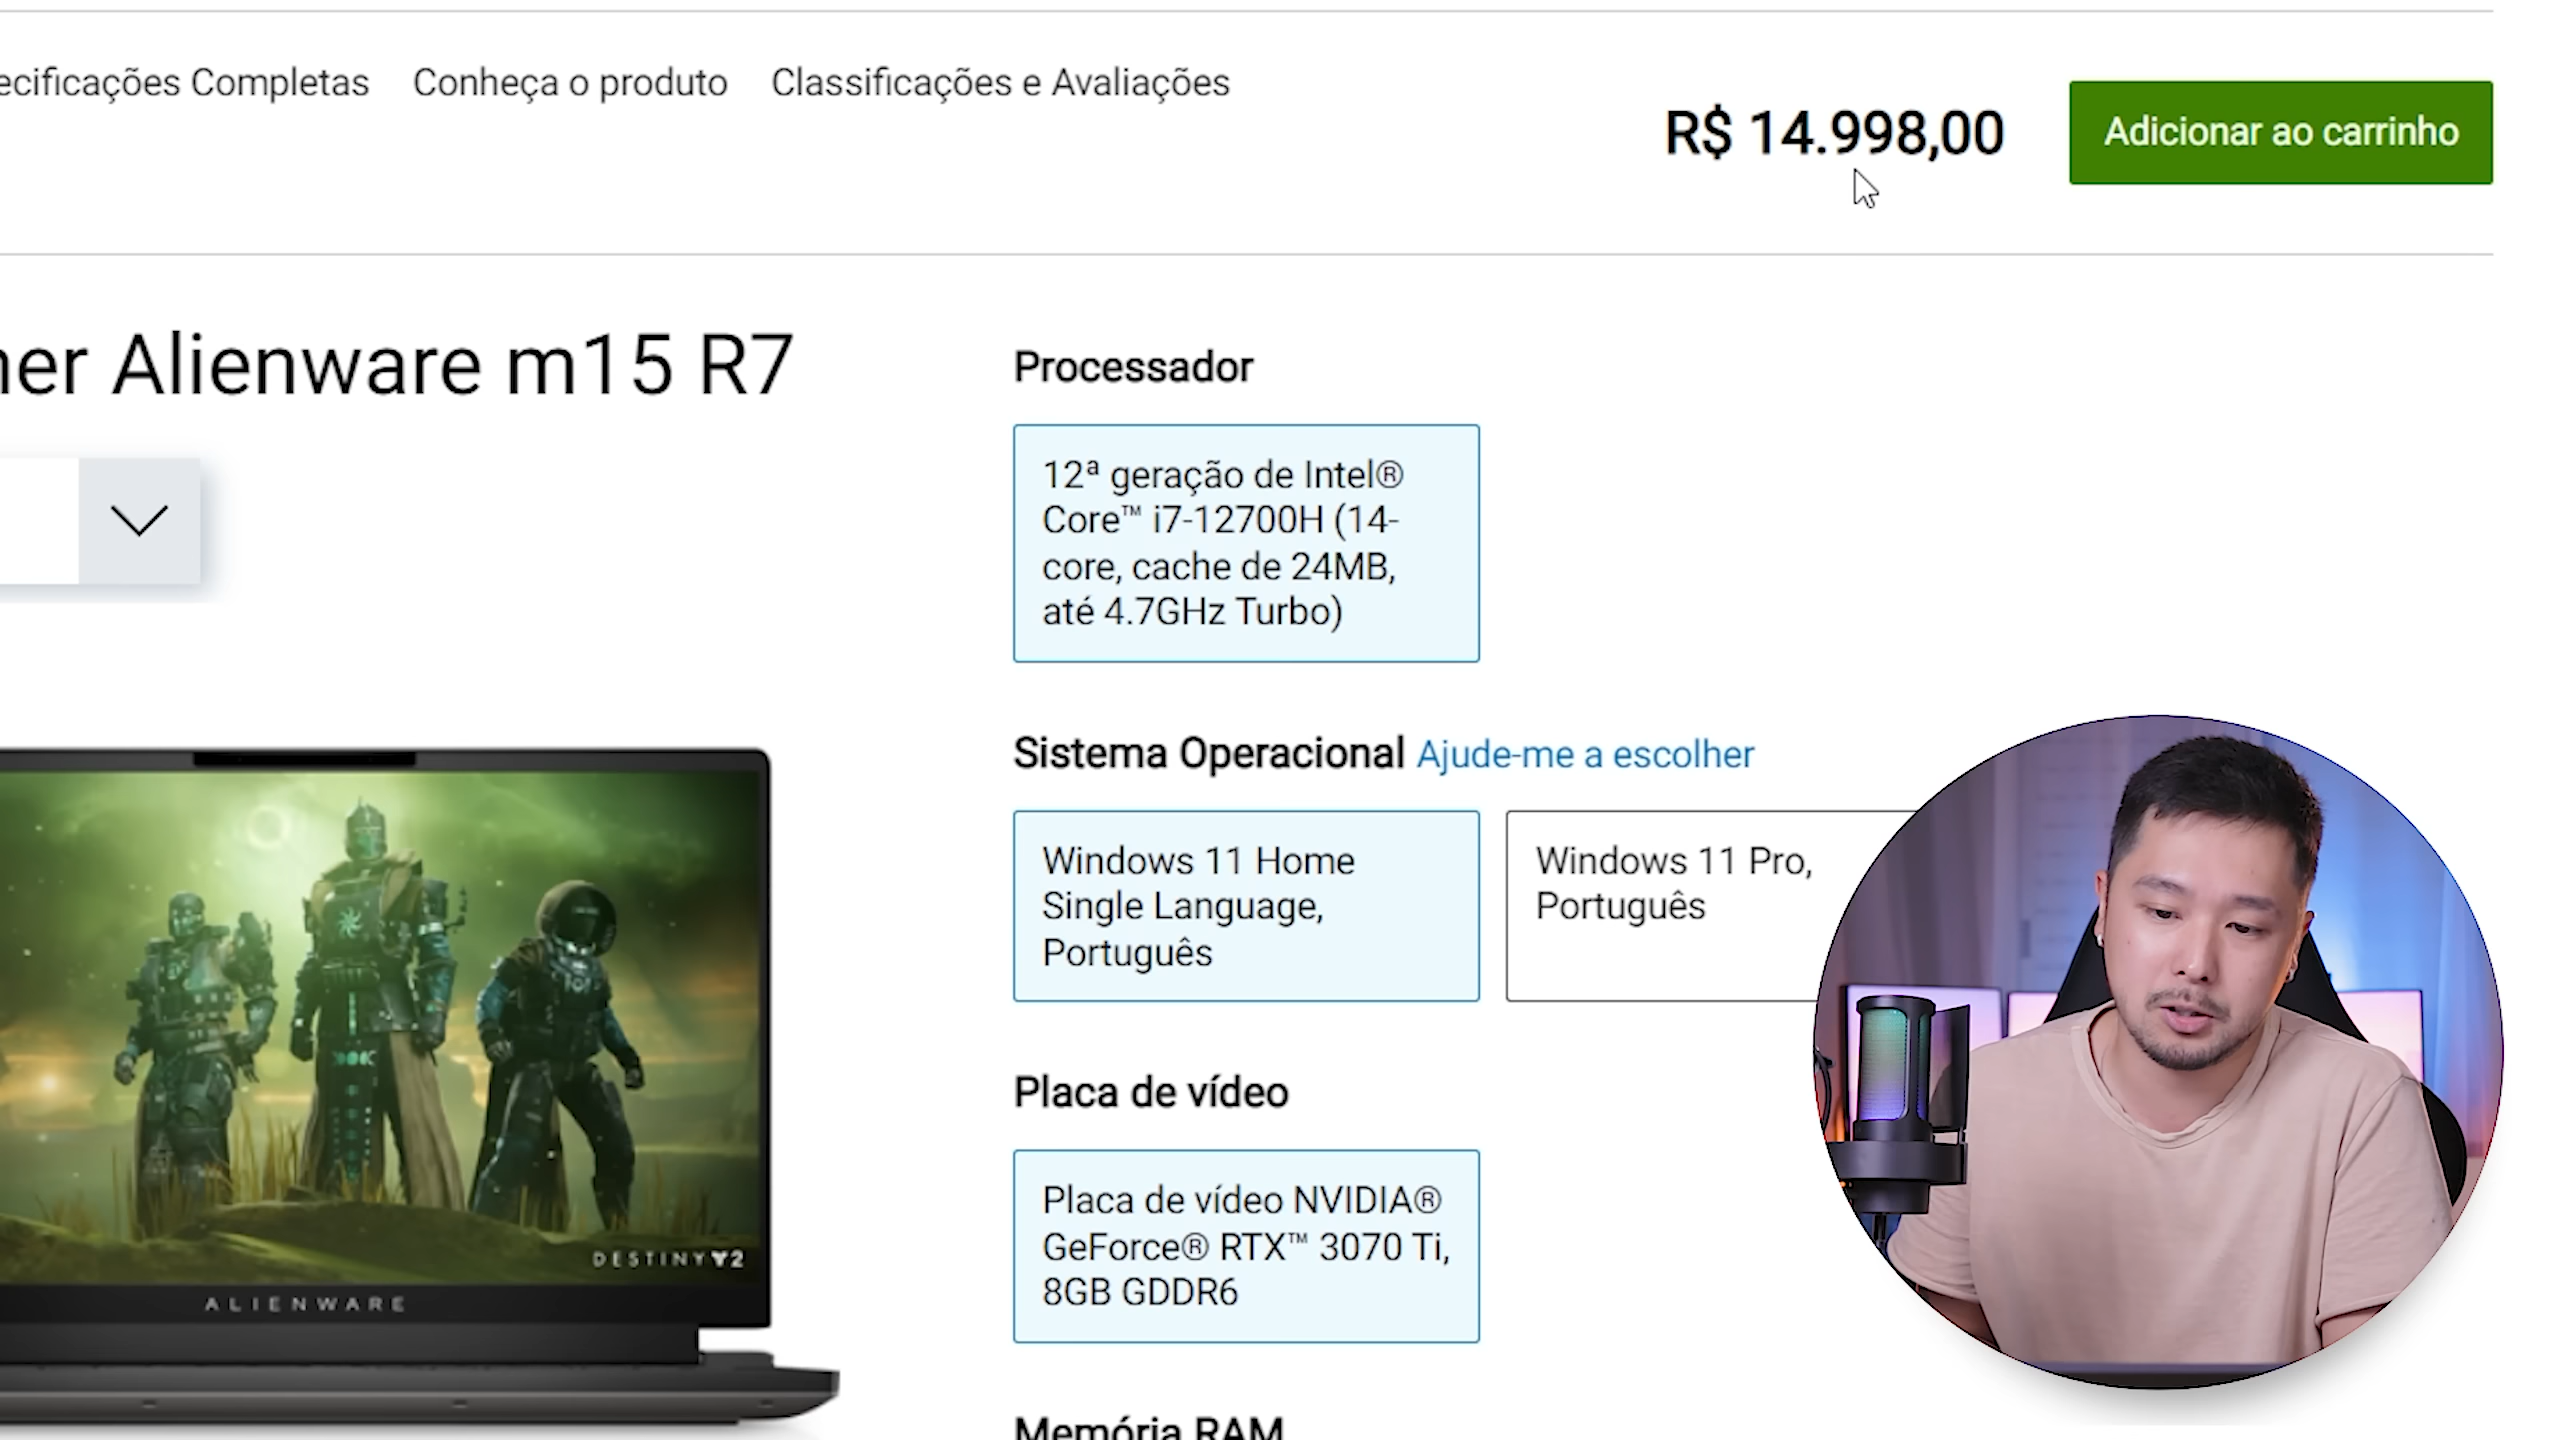 ecificações Completas Conheça o produto Classificações e Avaliações
R$ 14.998,00 Adicionar ao carrinho
ner Alienware m15 R7
Processador
12ª geração de Intel®
Core™ i7-12700H (14-
core, cache de 24MB,
até 4.7GHz Turbo)
Sistema Operacional Ajude-me a escolher
Windows 11 Home
Single Language,
Português
Windows 11 Pro,
Português
Placa de vídeo
Placa de vídeo NVIDIA®
GeForce® RTX™ 3070 Ti,
8GB GDDR6
DESTINY 2
ALIENWARE
Memória RAM